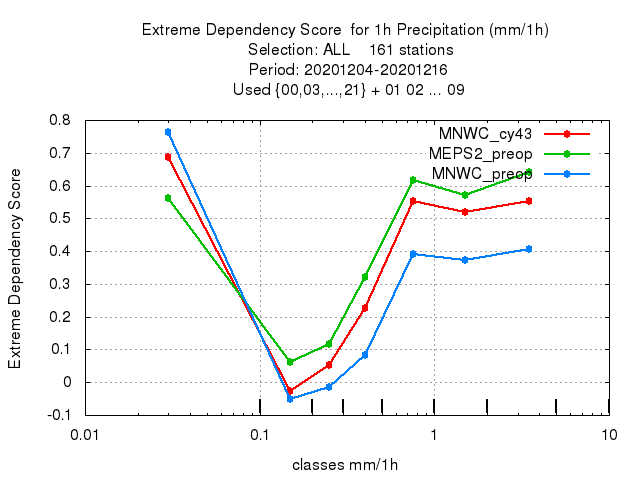 Extreme Dependency Score  for 1h Precipitation (mm/1h)
Selection: ALL    161 stations
Period: 20201204-20201216
Used {00,03,...,21} + 01 02 ... 09
MNWC_cy43
MEPS2_preop
MNWC_preop
Extreme Dependency Score
0.8
0.7
0.6
0.5
0.4
0.3
0.2
0.1
0
-0.1
0.01 0.1 1 10
classes mm/1h